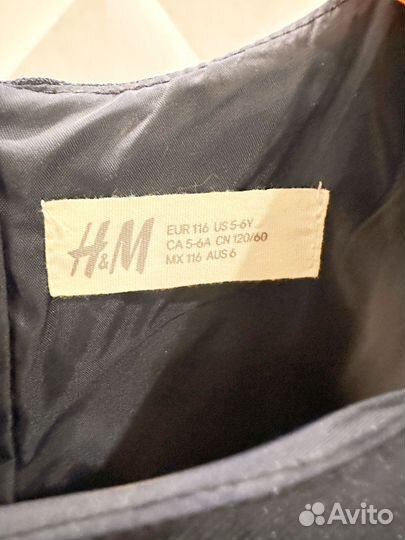 H&M
EUR 116 US 5-6Y
CA 5-6A CN 120/60
MX 116 AUS 6
Avito